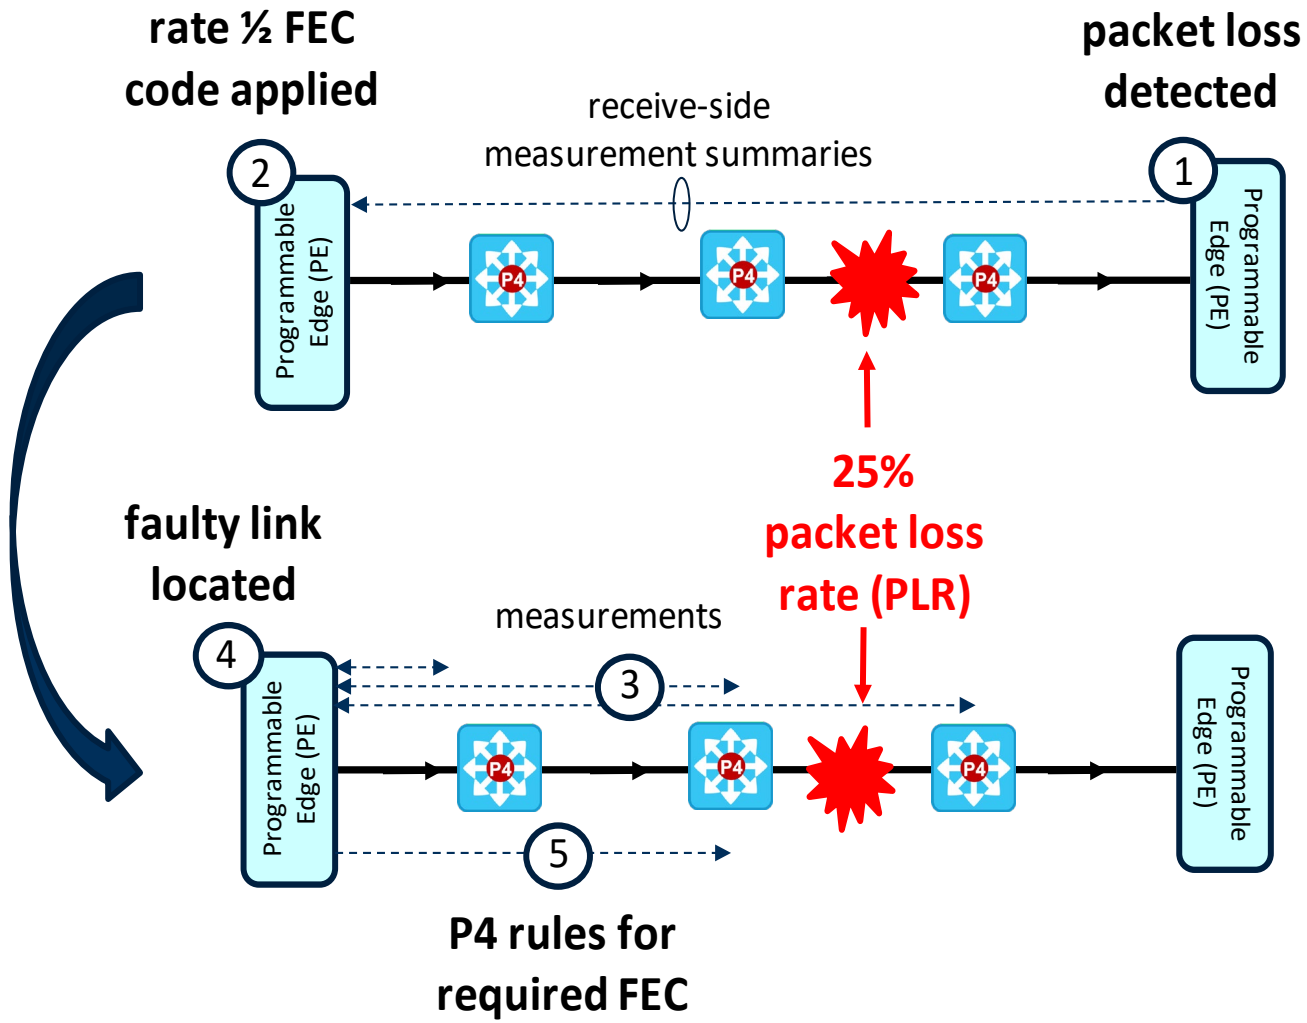 rate ½ FEC
code applied
packet loss
detected
receive-side
measurement summaries
2
1
Programmable
Edge (PE)
P4
P4
P4
Programmable
Edge (PE)
25%
packet loss
rate (PLR)
faulty link
located
measurements
4
3
Programmable
Edge (PE)
P4
P4
P4
Programmable
Edge (PE)
5
P4 rules for
required FEC